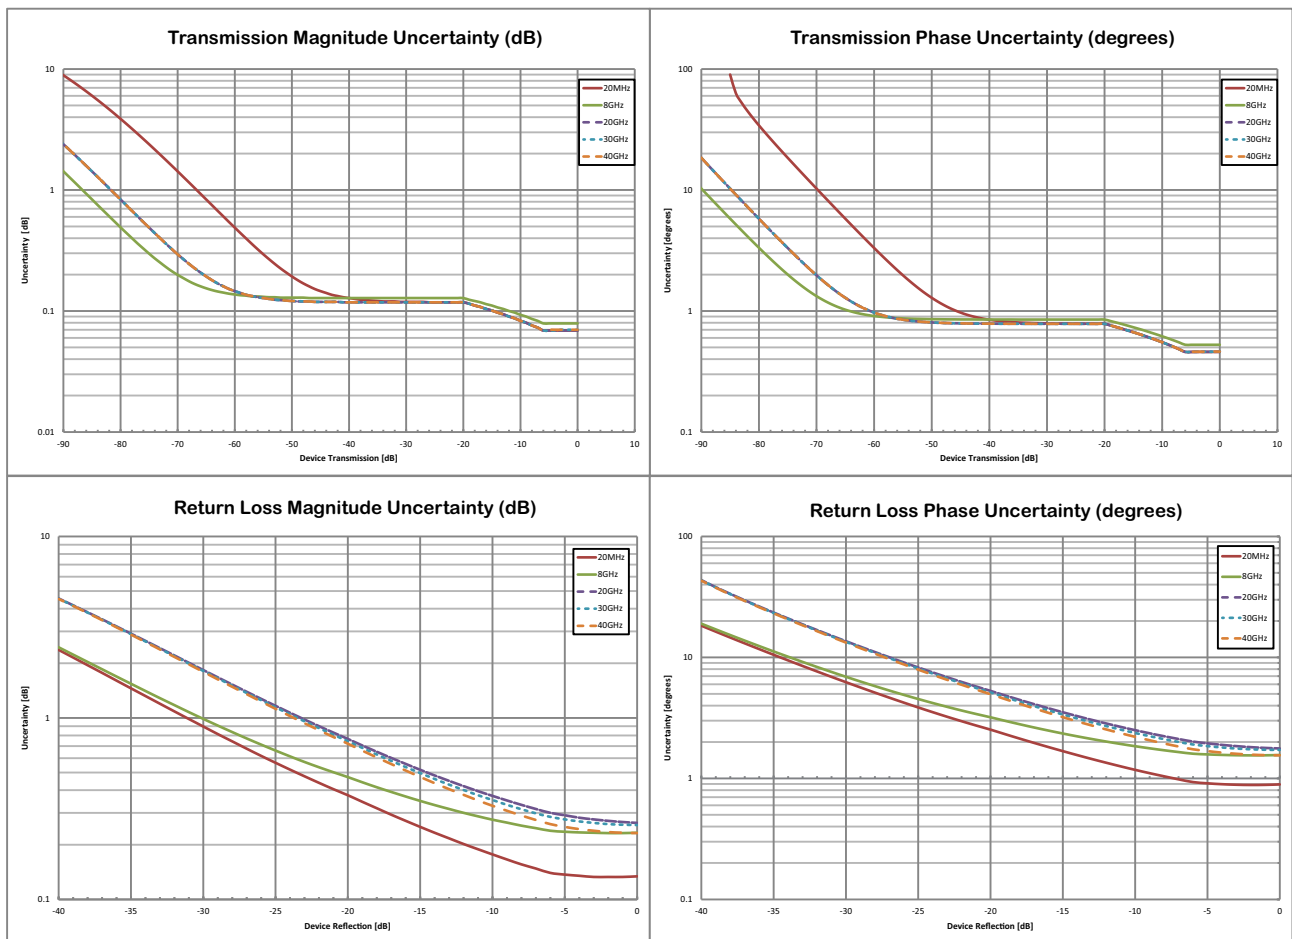 Transmission Magnitude Uncertainty (dB)
10
1
0.1
0.01
Uncertainty [dB]
20MHz
8GHz
20GHz
30GHz
40GHz
-90 -80 -70 -60 -50 -40 -30 -20 -10 0 10
Device Transmission [dB]
Transmission Phase Uncertainty (degrees)
100
10
1
0.1
Uncertainty [degrees]
20MHz
8GHz
20GHz
30GHz
40GHz
-90 -80 -70 -60 -50 -40 -30 -20 -10 0 10
Device Transmission [dB]
Return Loss Magnitude Uncertainty (dB)
10
1
0.1
Uncertainty [dB]
20MHz
8GHz
20GHz
30GHz
40GHz
-40 -35 -30 -25 -20 -15 -10 -5 0
Device Reflection [dB]
Return Loss Phase Uncertainty (degrees)
100
10
1
0.1
Uncertainty [degrees]
20MHz
8GHz
20GHz
30GHz
40GHz
-40 -35 -30 -25 -20 -15 -10 -5 0
Device Reflection [dB]